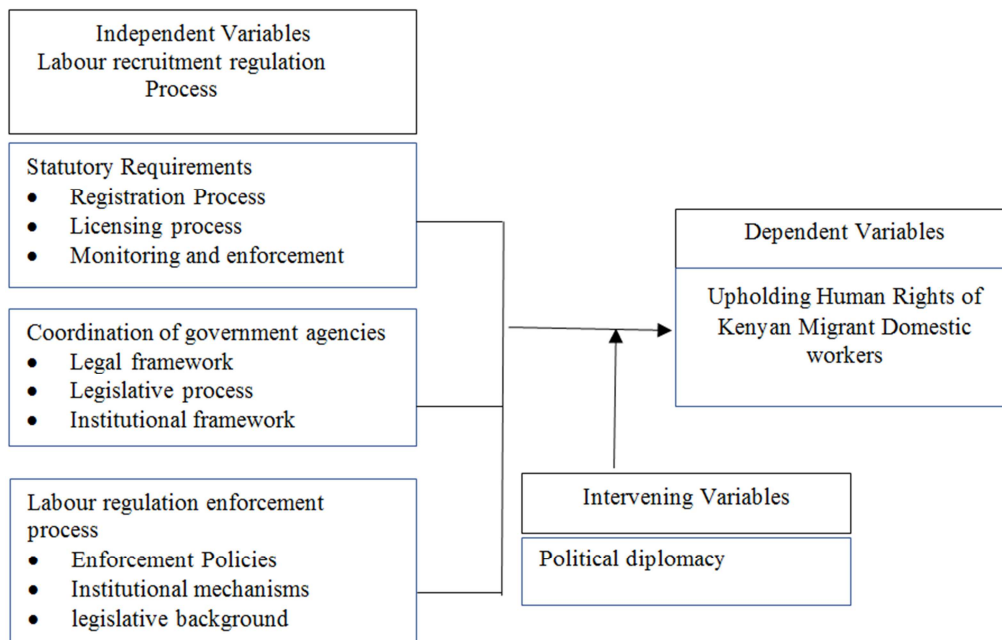 Independent Variables
Labour recruitment regulation
Process
Statutory Requirements
• Registration Process
• Licensing process
• Monitoring and enforcement
Coordination of government agencies
• Legal framework
• Legislative process
• Institutional framework
Labour regulation enforcement
process
• Enforcement Policies
• Institutional mechanisms
• legislative background
Dependent Variables
Upholding Human Rights of
Kenyan Migrant Domestic
workers
Intervening Variables
Political diplomacy